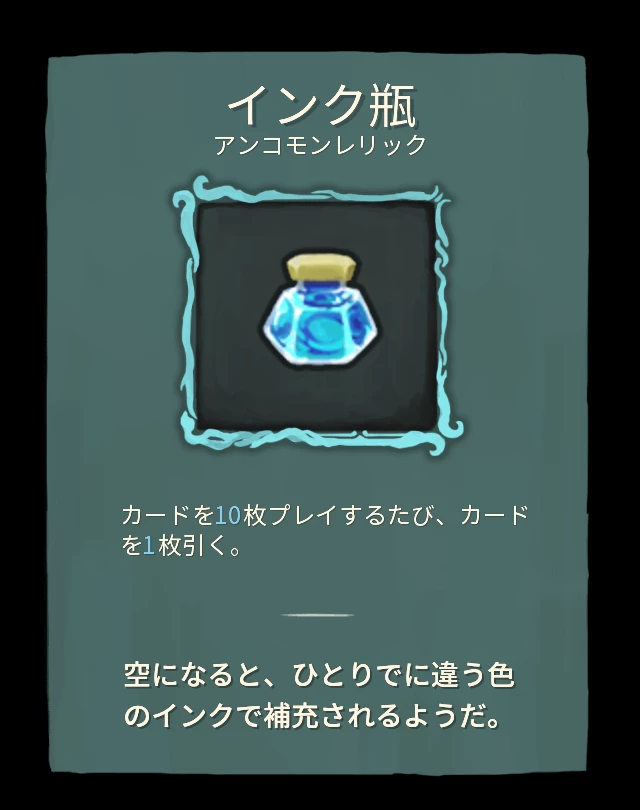 インク瓶
アンコモンレリック
カードを10枚プレイするたび、カード
を1枚引く。
空になると、ひとりでに違う色
のインクで補充されるようだ。